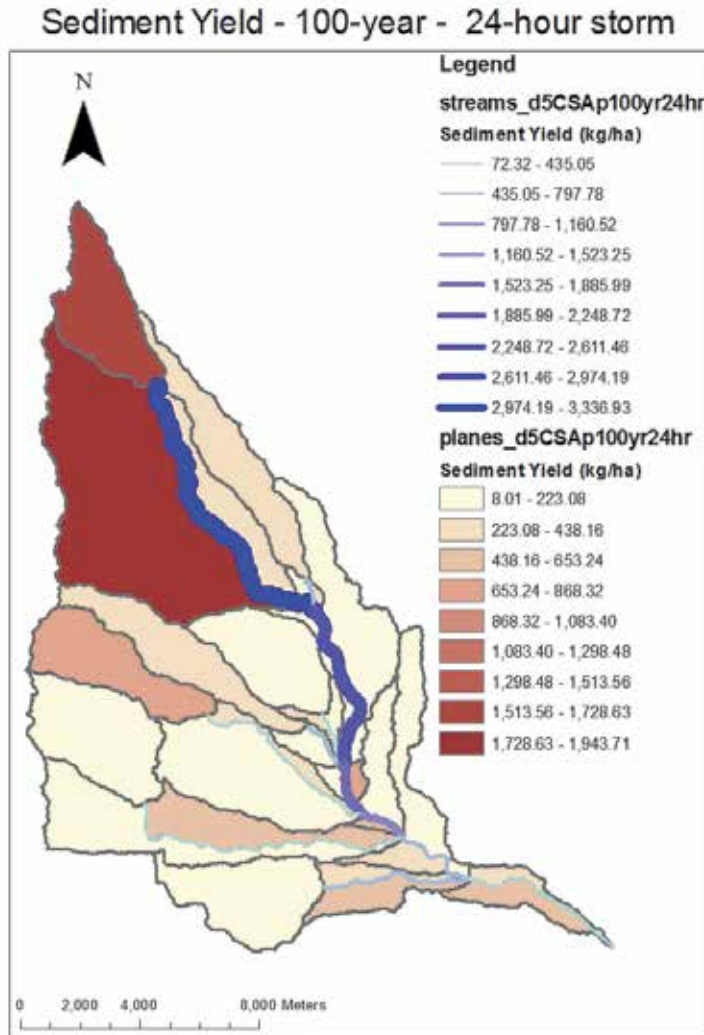 Sediment Yield - 100-year - 24-hour storm
N
Legend
streams_d5CSAp100yr24hr
Sediment Yield (kg/ha)
72.32 - 435.05
435.05 - 797.78
797.78 - 1,160.52
1,160.52 - 1,523.25
1,523.25 - 1,885.99
1,885.99 - 2,248.72
2,248.72 - 2,611.46
2,611.46 - 2,974.19
2,974.19 - 3,336.93
planes_d5CSAp100yr24hr
Sediment Yield (kg/ha)
8.01 - 223.08
223.08 - 438.16
438.16 - 653.24
653.24 - 868.32
868.32 - 1,083.40
1,083.40 - 1,298.48
1,298.48 - 1,513.56
1,513.56 - 1,728.63
1,728.63 - 1,943.71
0 2,000 4,000 8,000 Meters